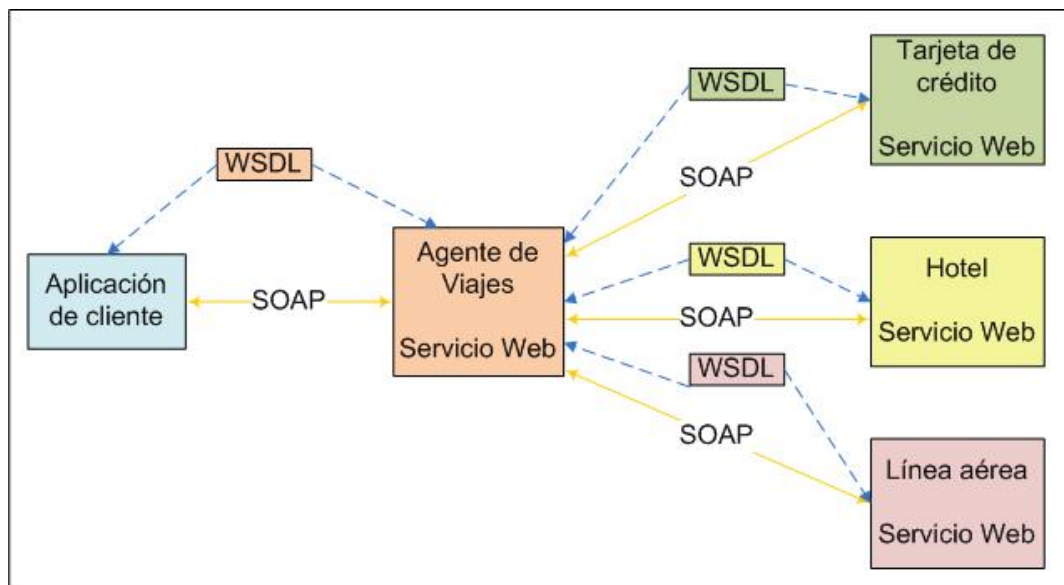 WSDL
Aplicación
de cliente
SOAP
Agente de
Viajes
Servicio Web
WSDL
SOAP
Tarjeta de
crédito
Servicio Web
WSDL
SOAP
Hotel
Servicio Web
WSDL
SOAP
Línea aérea
Servicio Web